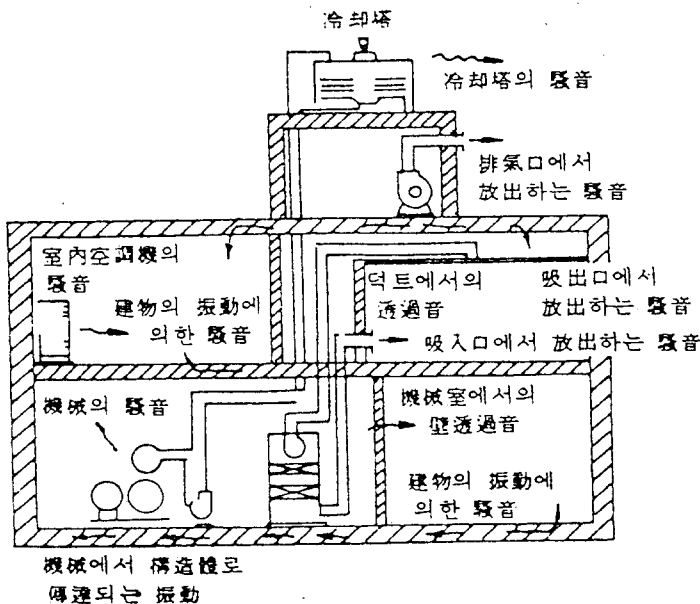 冷却塔
冷却塔의 騷音
排氣口에서
放出하는 騷音
室內空調機의
騷音
建物의 振動에
의한 騷音
덕트에서의
透過音
吸出口에서
放出하는 騷音
吸入口에서 放出하는 騷音
機械의 騷音
機械室에서의
壁透過音
建物의 振動에
의한 騷音
機械에서 構造體로
傳達되는 振動